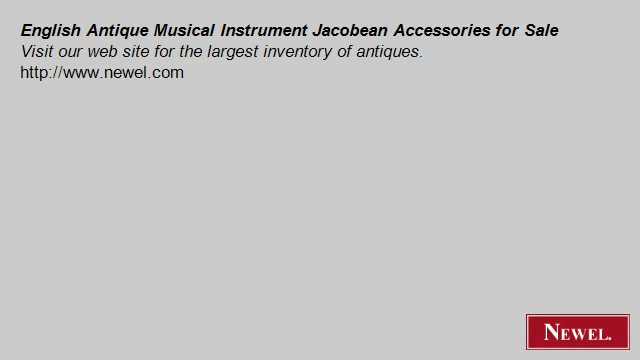 English Antique Musical Instrument Jacobean Accessories for Sale
Visit our web site for the largest inventory of antiques.
http://www.newel.com
NEWEL.